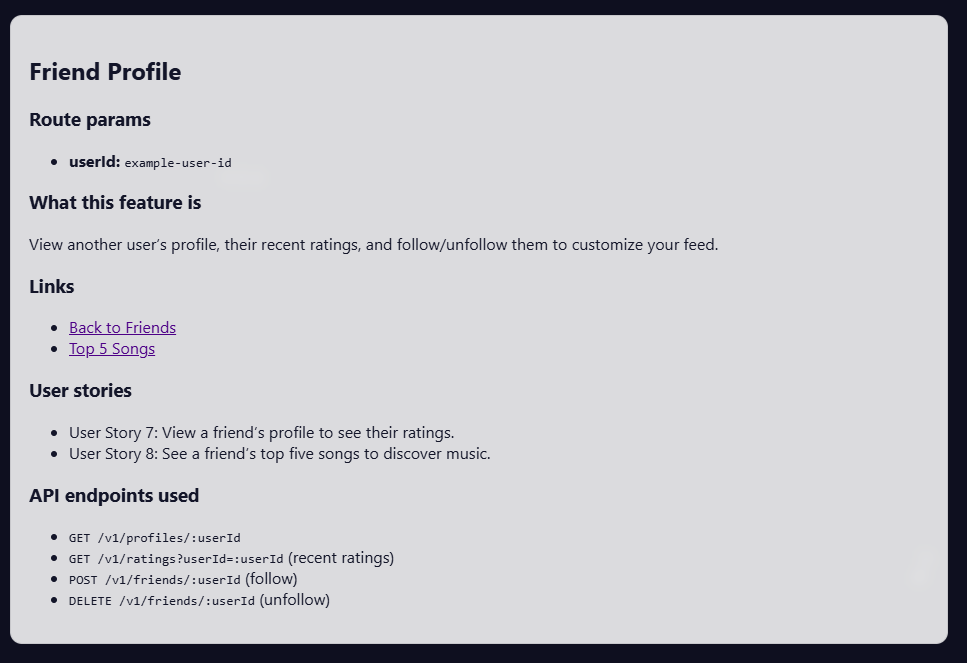 Friend Profile
Route params
• userId: example-user-id
What this feature is
View another user's profile, their recent ratings, and follow/unfollow them to customize your feed.
Links
• Back to Friends
• Top 5 Songs
User stories
• User Story 7: View a friend's profile to see their ratings.
• User Story 8: See a friend's top five songs to discover music.
API endpoints used
• GET /v1/profiles/:userId
• GET /v1/ratings?userId=:userId (recent ratings)
• POST /v1/friends/:userId (follow)
• DELETE /v1/friends/:userId (unfollow)